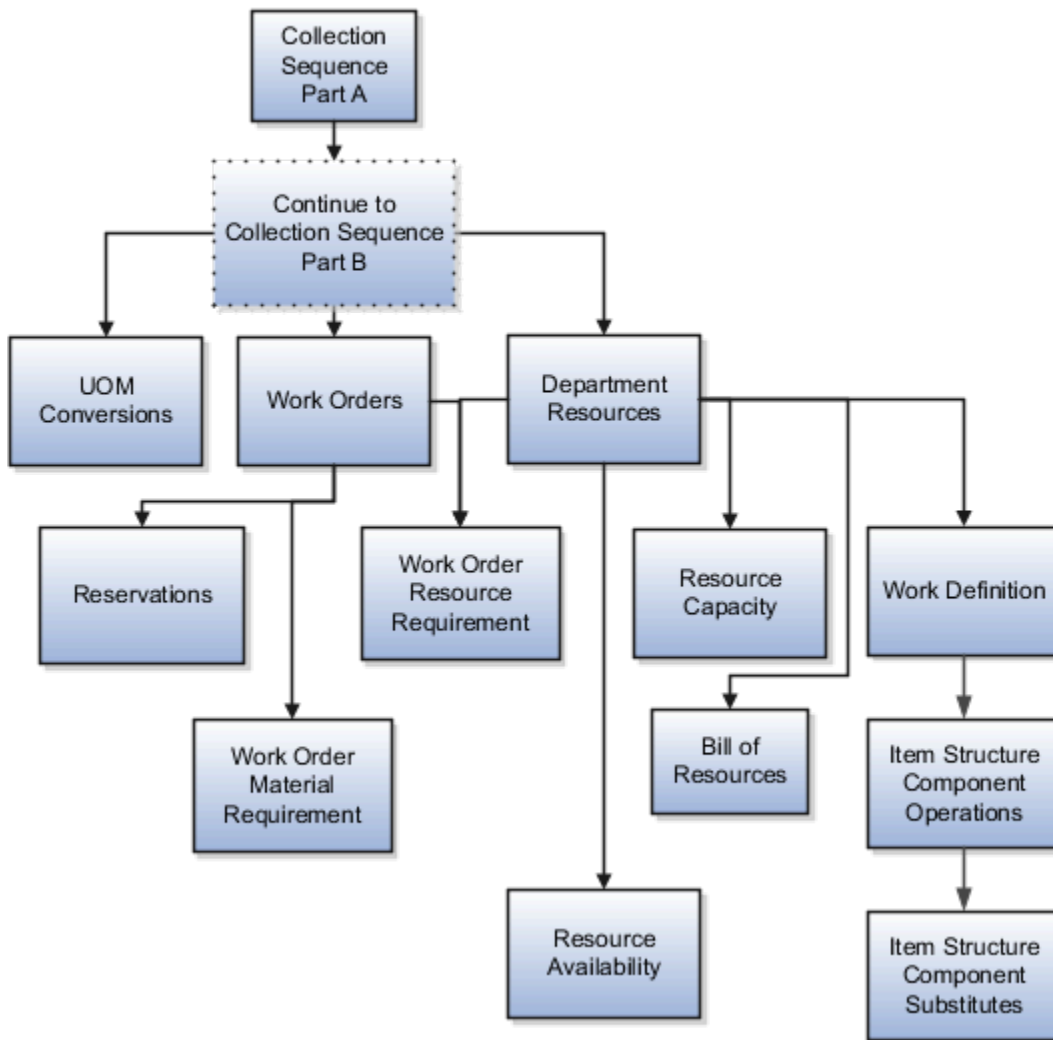 Collection
Sequence
Part A
Continue to
Collection Sequence
Part B
UOM
Conversions
Work Orders
Department
Resources
Reservations
Work Order
Resource
Requirement
Resource
Capacity
Work Definition
Work Order
Material
Requirement
Bill of
Resources
Item Structure
Component
Operations
Resource
Availability
Item Structure
Component
Substitutes